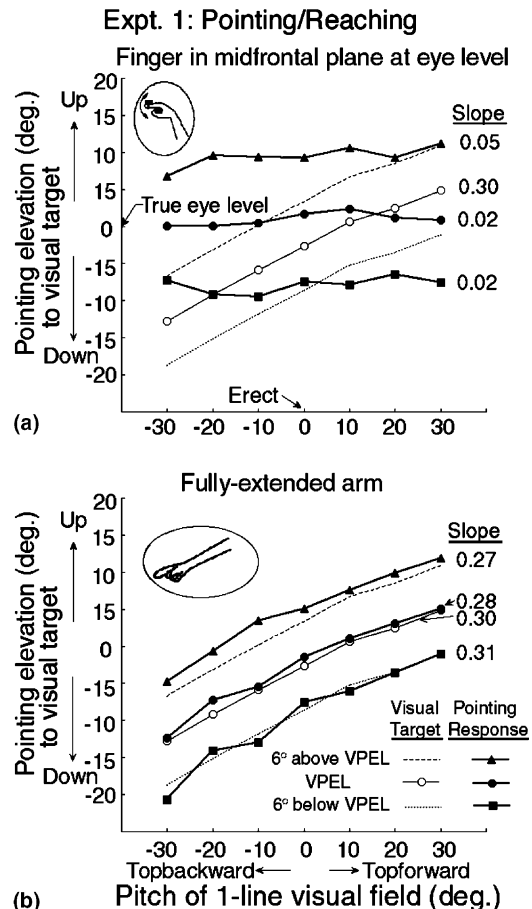 Expt. 1: Pointing/Reaching
Finger in midfrontal plane at eye level
Pointing elevation (deg.)
to visual target
Up
Down
20
15
10
15
0
-15
-10
-15
-20
True eye level
Erect
Slope
0.05
0.30
0.02
0.02
-30 -20 -10 0 10 20 30
(a)
Fully-extended arm
Pointing elevation (deg.)
to visual target
Up
Down
20
15
10
15
0
-15
-10
-15
20
Slope
0.27
0.28
0.30
0.31
Visual Pointing
Target Response
6° above VPEL
VPEL
6° below VPEL
-30 -20 -10 0 10 20 30
Topbackward Topforward
(b) Pitch of 1-line visual field (deg.)